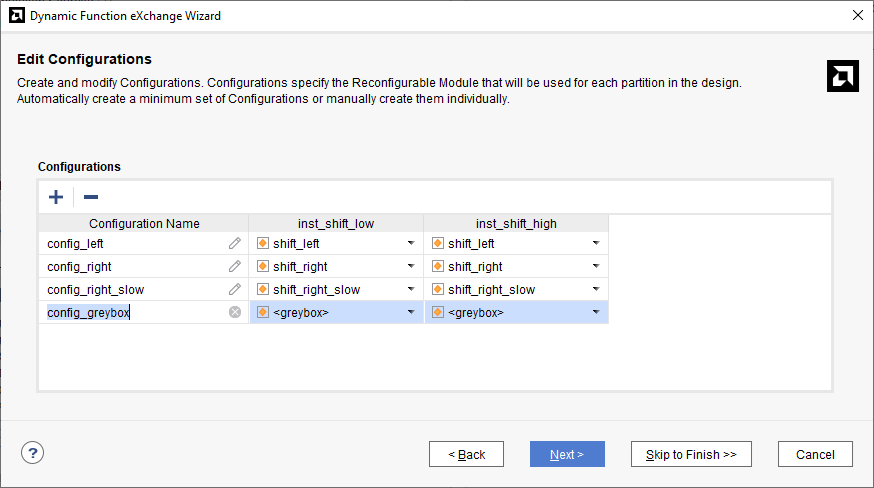 Dynamic Function eXchange Wizard
Edit Configurations
Create and modify Configurations. Configurations specify the Reconfigurable Module that will be used for each partition in the design.
Automatically create a minimum set of Configurations or manually create them individually.
Configurations
Configuration Name inst_shift_low inst_shift_high
config_left shift_left shift_left
config_right shift_right shift_right
config_right_slow shift_right_slow shift_right_slow
config_greybox <greybox> <greybox>
? < Back Next > Skip to Finish >> Cancel